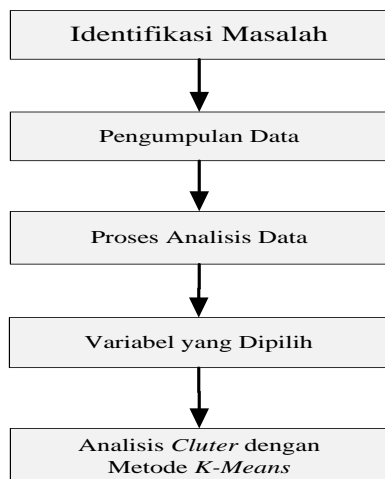 Identifikasi Masalah
Pengumpulan Data
Proses Analisis Data
Variabel yang Dipilih
Analisis Cluter dengan
Metode K-Means